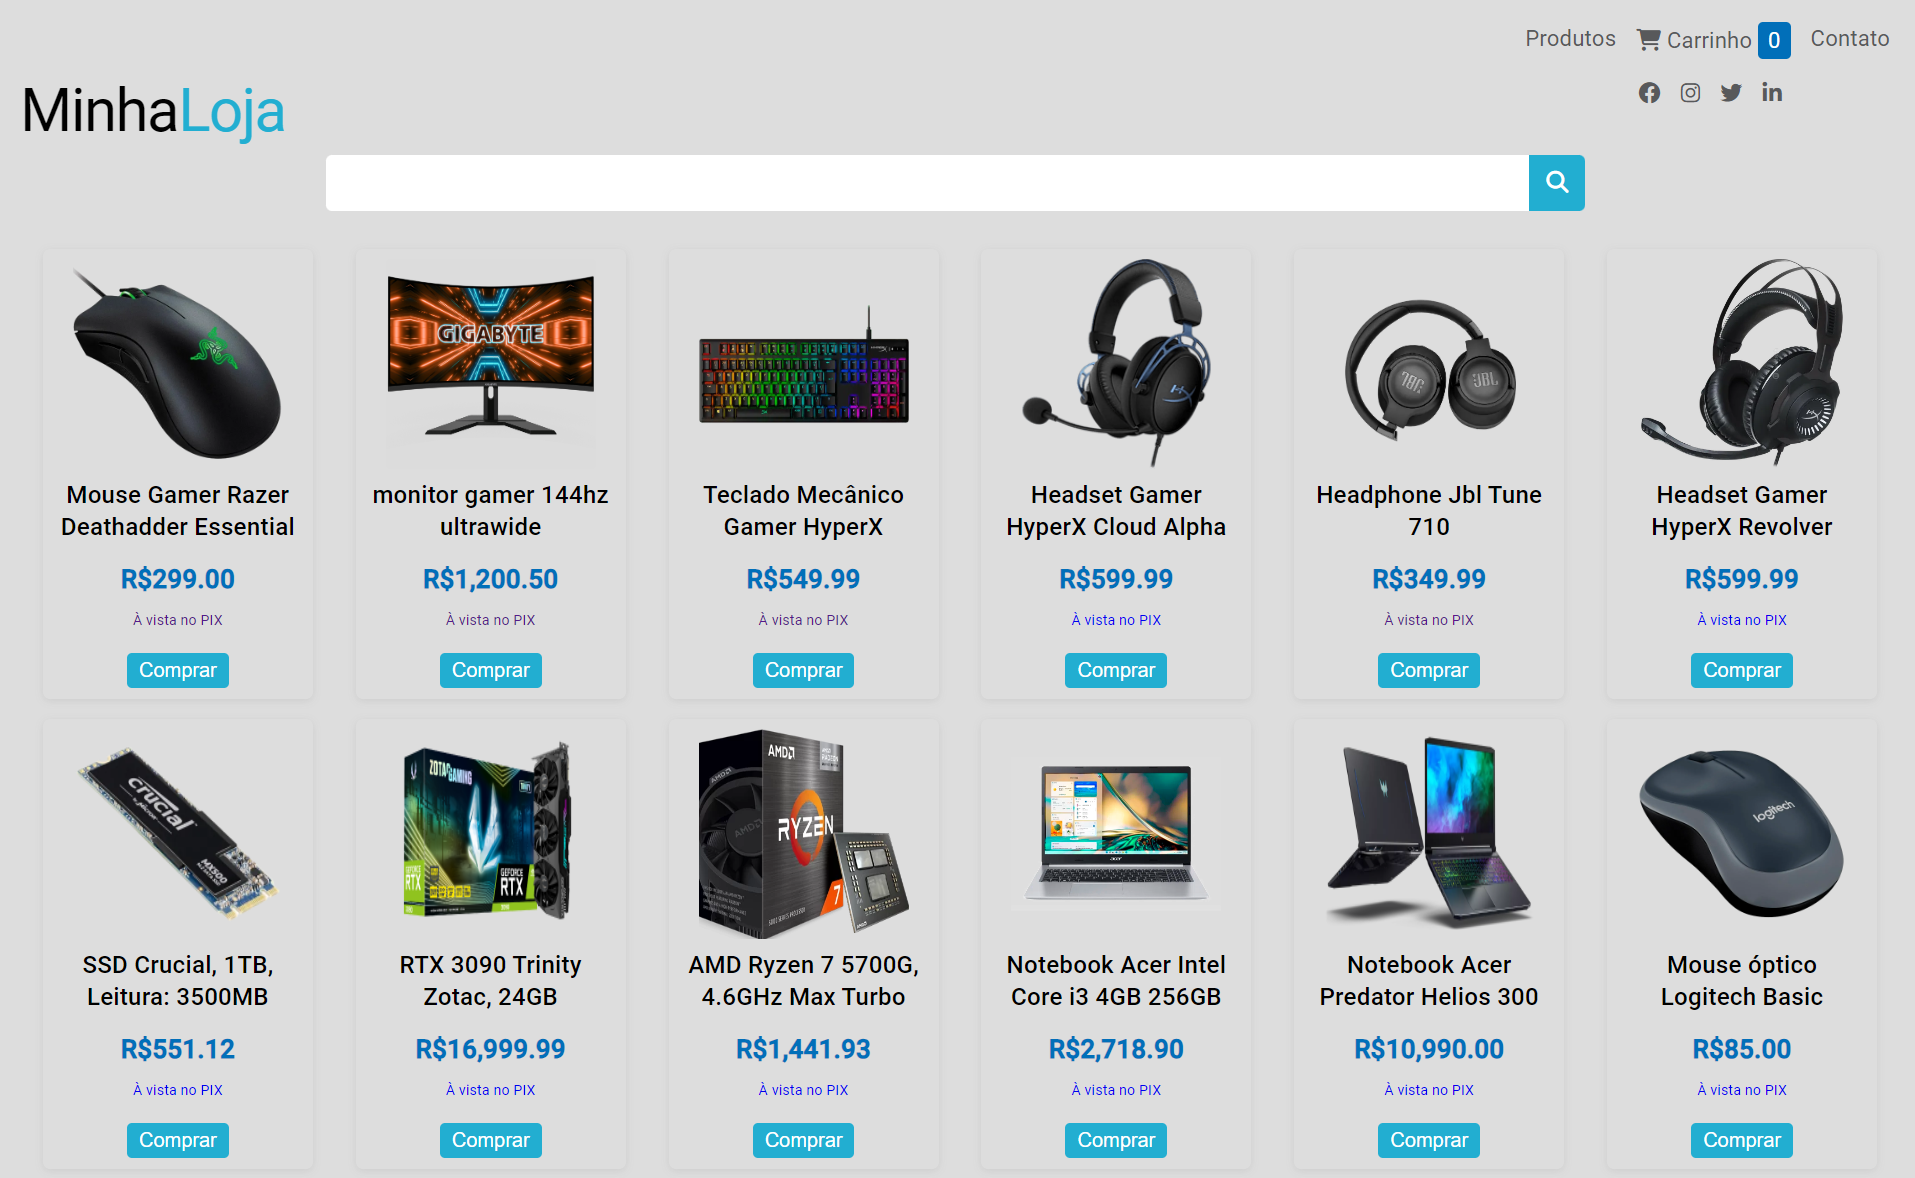 Produtos Carrinho 0 Contato
MinhaLoja
GIGABYTE
JBL JBL
Mouse Gamer Razer
Deathadder Essential
R$299.00
À vista no PIX
Comprar
monitor gamer 144hz
ultrawide
R$1,200.50
À vista no PIX
Comprar
Teclado Mecânico
Gamer HyperX
R$549.99
À vista no PIX
Comprar
Headset Gamer
HyperX Cloud Alpha
R$599.99
À vista no PIX
Comprar
Headphone Jbl Tune
710
R$349.99
À vista no PIX
Comprar
Headset Gamer
HyperX Revolver
R$599.99
À vista no PIX
Comprar
crucial
MX500
SSD Crucial, 1TB,
Leitura: 3500MB
R$551.12
À vista no PIX
Comprar
ZOTAC GAMING
GEFORCE
RTX
GEFORCE
RTX
RTX 3090 Trinity
Zotac, 24GB
R$16,999.99
À vista no PIX
Comprar
AMD
AMD
AMD
RYZEN
7
AMD Ryzen 7 5700G,
4.6GHz Max Turbo
R$1,441.93
À vista no PIX
Comprar
acer
Notebook Acer Intel
Core i3 4GB 256GB
R$2,718.90
À vista no PIX
Comprar
Notebook Acer
Predator Helios 300
R$10,990.00
À vista no PIX
Comprar
logitech
Mouse óptico
Logitech Basic
R$85.00
À vista no PIX
Comprar